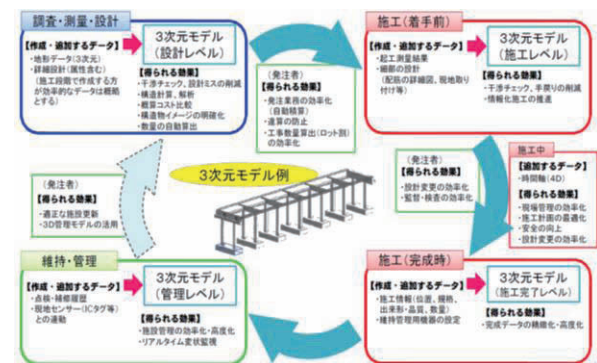 調査・測量・設計
【作成・追加するデータ】
・地形データ(3次元)
・詳細設計(属性含む)
(施工段階で作成する方が効率的なデータは概略とする)
3次元モデル
(設計レベル)
【得られる効果】
・干渉チェック、設計ミスの削減
・構造計算、解析
・概算コスト比較
・構造物イメージの明確化
・数量の自動算出
(発注者)
【得られる効果】
・発注業務の効率化
(自動積算)
・違算の防止
・工事数量算出(ロット割)
の効率化
施工(着手前)
【作成・追加するデータ】
・起工測量結果
・細部の設計
(配筋の詳細図、現地取り付け等)
3次元モデル
(施工レベル)
【得られる効果】
・干渉チェック、手戻りの削減
・情報化施工の推進
(発注者)
【得られる効果】
・設計変更の効率化
・監督・検査の効率化
施工中
【追加するデータ】
・時間軸(4D)
【得られる効果】
・現場管理の効率化
・施工計画の最適化
・安全の向上
・設計変更の効率化
3次元モデル例
(発注者)
【得られる効果】
・適正な施設更新
・3D管理モデルの活用
維持・管理
【作成・追加するデータ】
・点検・補修履歴
・現地センサー(ICタグ等)
との連動
3次元モデル
(管理レベル)
【得られる効果】
・施設管理の効率化・高度化
・リアルタイム変状監視
施工(完成時)
【作成・追加するデータ】
・施工情報(位置、規格、
出来形・品質、数量)
・維持管理用機器の設定
3次元モデル
(施工完了レベル)
【得られる効果】
・完成データの精緻化・高度化